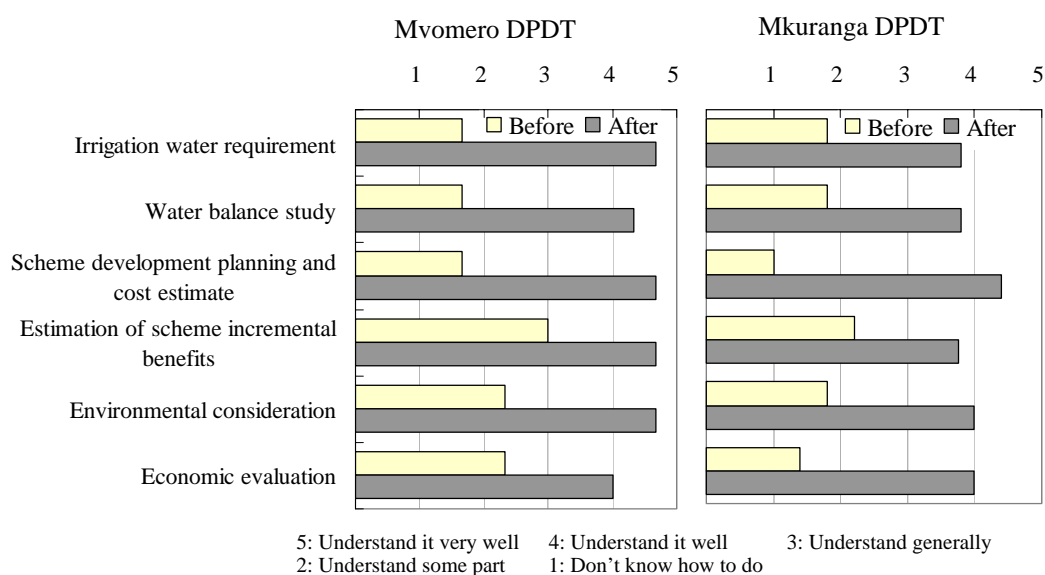 Mvomero DPDT
Mkuranga DPDT
1 2 3 4 5
1 2 3 4 5
Before After
Before After
Irrigation water requirement
Water balance study
Scheme development planning and
cost estimate
Estimation of scheme incremental
benefits
Environmental consideration
Economic evaluation
5: Understand it very well 4: Understand it well 3: Understand generally
2: Understand some part 1: Don't know how to do